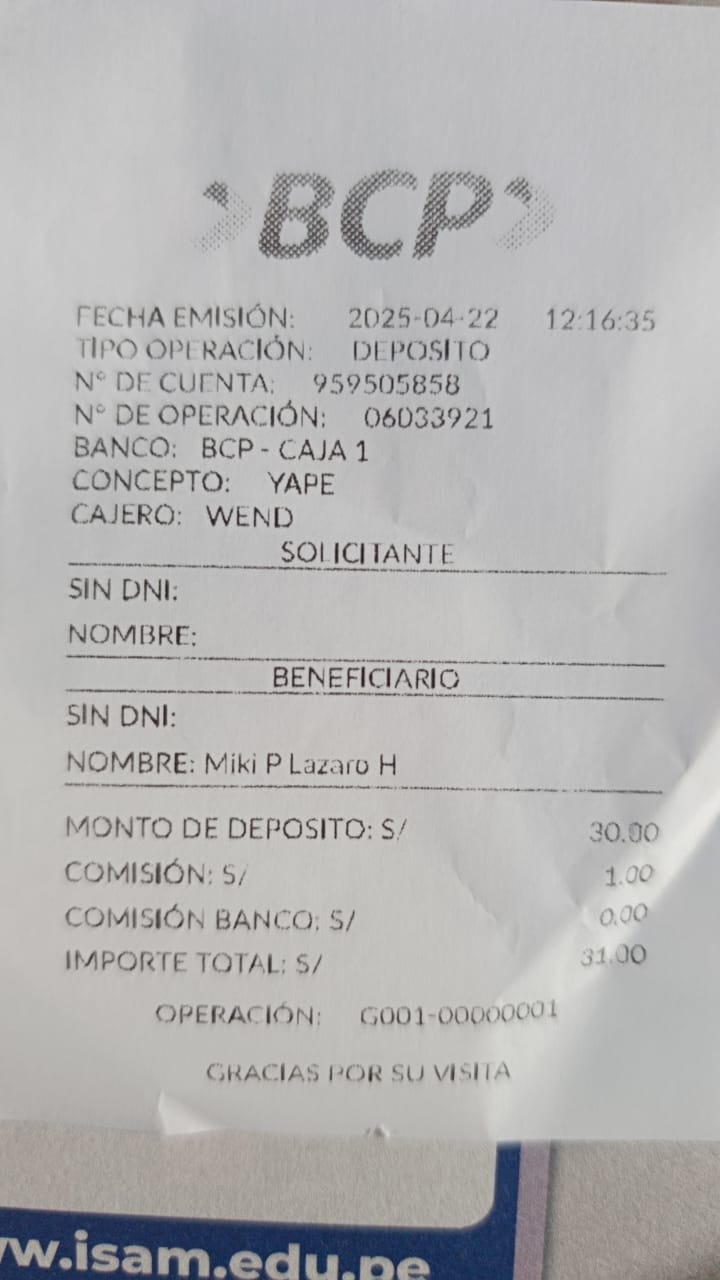 BCP
FECHA EMISIÓN: 2025-04-22 12:16:35
TIPO OPERACIÓN: DEPOSITO
N° DE CUENTA: 959505858
N° DE OPERACIÓN: 06033921
BANCO: BCP - CAJA 1
CONCEPTO: YAPE
CAJERO: WEND
SOLICITANTE
SIN DNI:
NOMBRE:
BENEFICIARIO
SIN DNI:
NOMBRE: Miki P Lazaro H
MONTO DE DEPOSITO: S/ 30.00
COMISIÓN: S/ 1.00
COMISIÓN BANCO: S/ 0.00
IMPORTE TOTAL: S/ 31.00
OPERACIÓN: G001-00000001
GRACIAS POR SU VISITA
w.isam.edu.pe